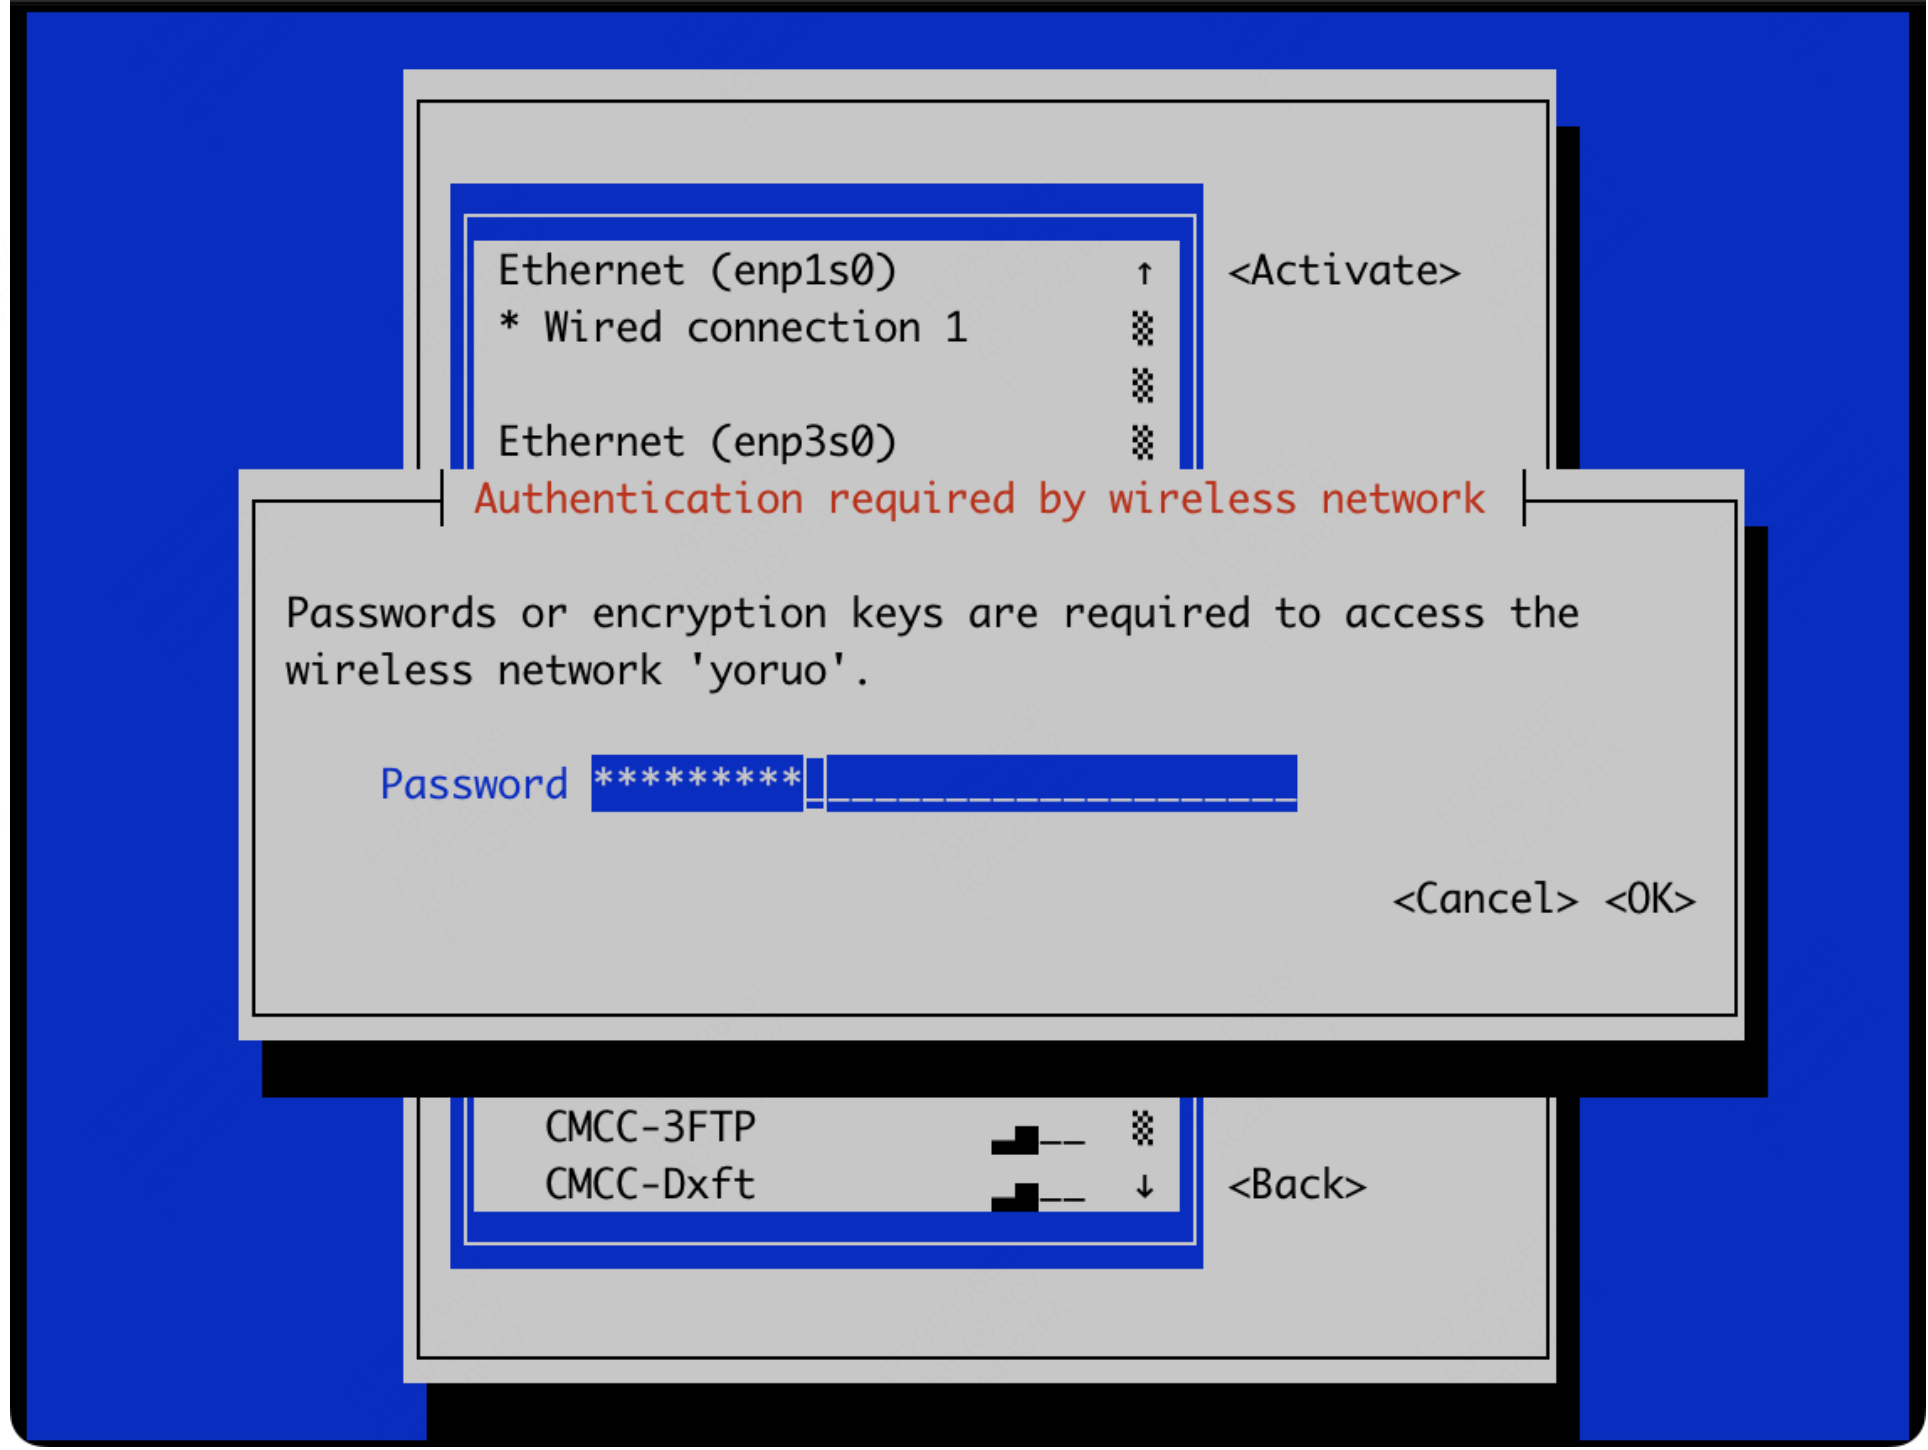 Ethernet (enp1s0) ↑ <Activate>
* Wired connection 1
Ethernet (enp3s0)
Authentication required by wireless network
Passwords or encryption keys are required to access the
wireless network 'yoruo'.
Password *********____________________
<Cancel> <OK>
CMCC-3FTP
CMCC-Dxft ↓ <Back>